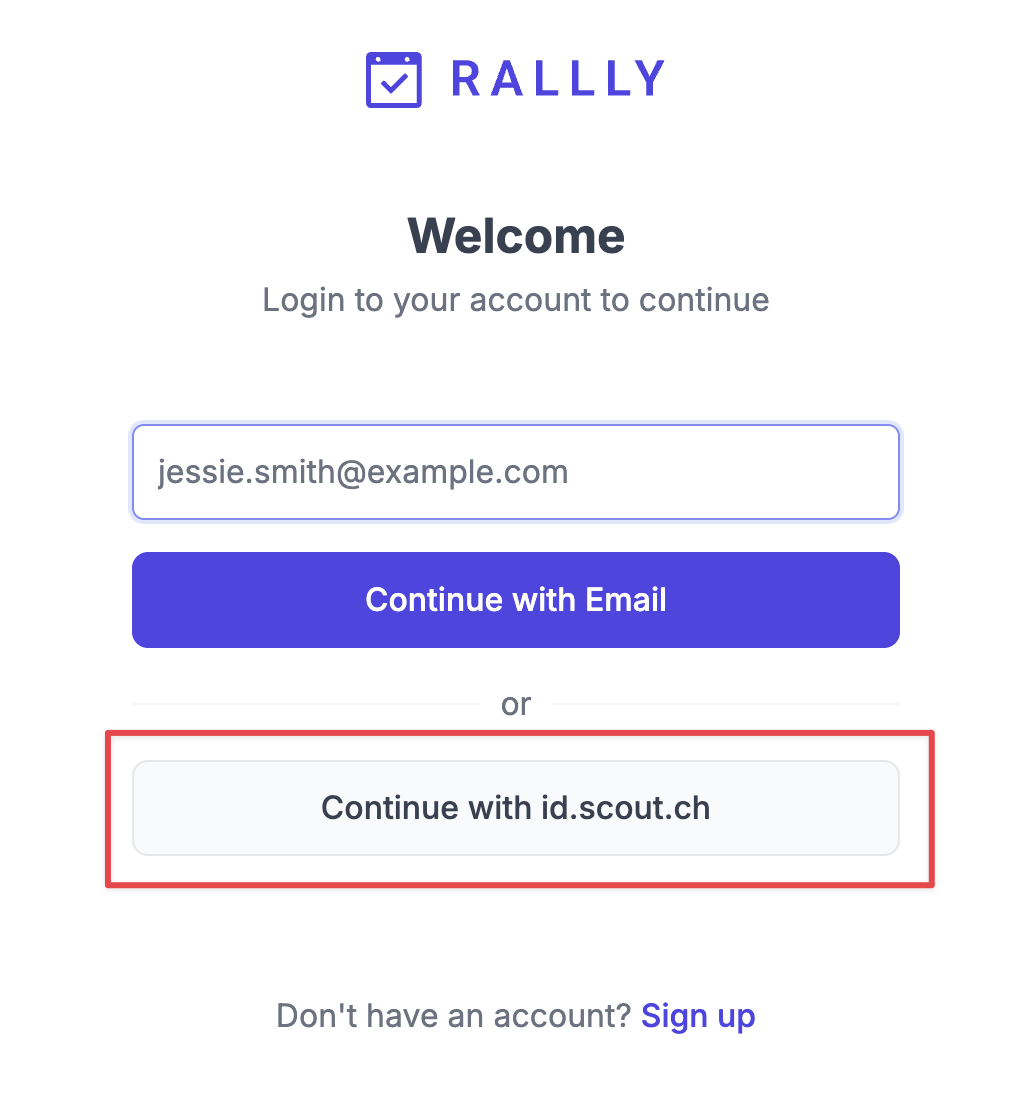 RALLLY
Welcome
Login to your account to continue
jessie.smith@example.com
Continue with Email
or
Continue with id.scout.ch
Don't have an account? Sign up